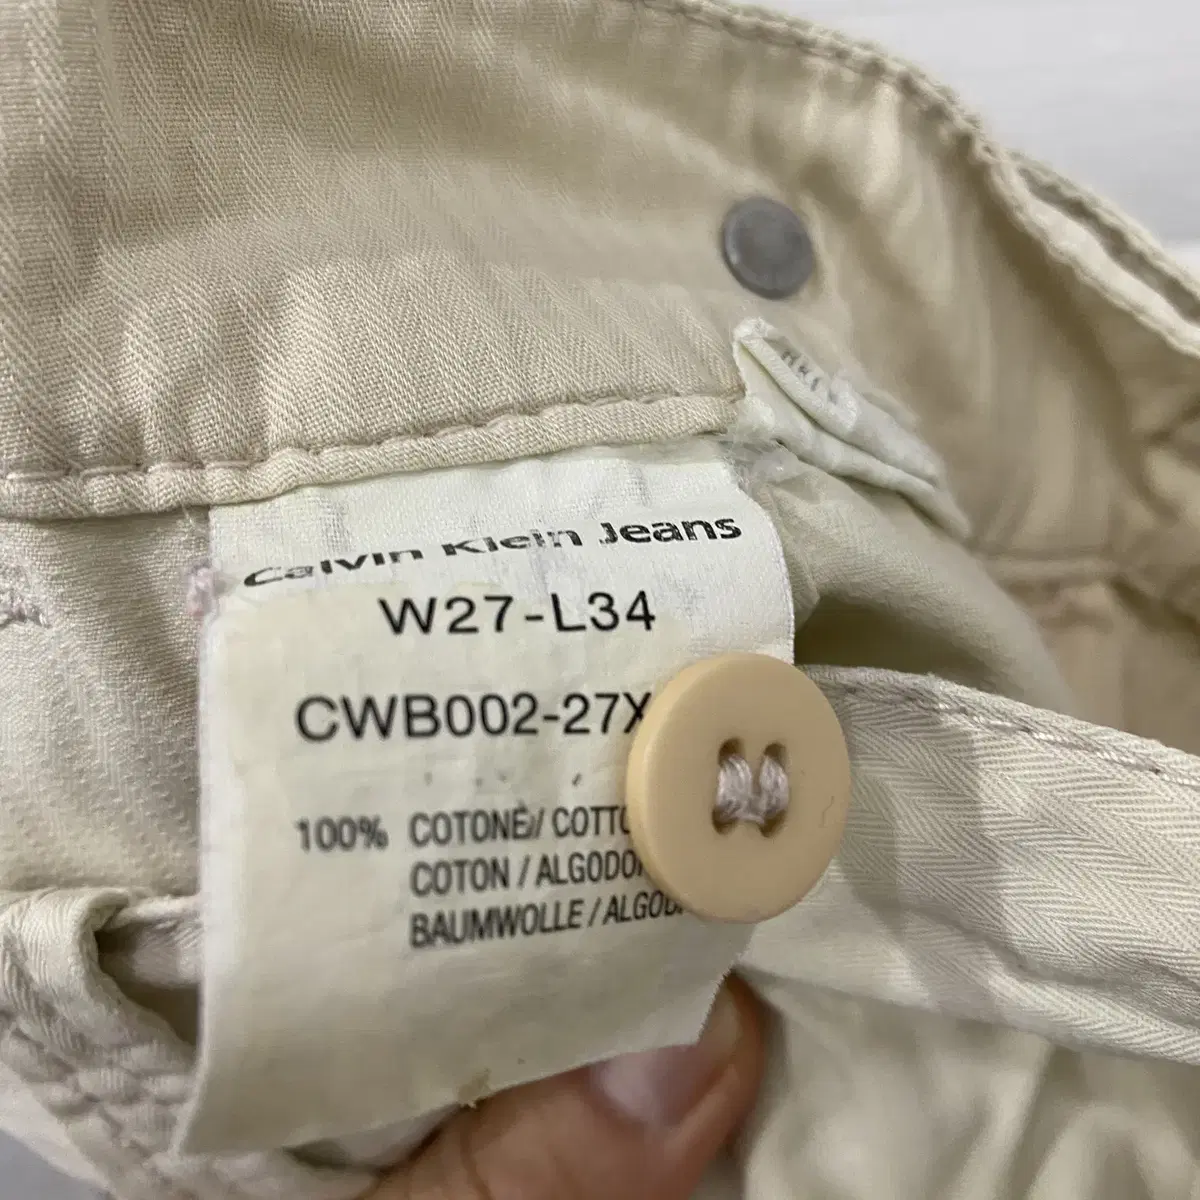 Calvin Klein Jeans
W27-L34
CWB002-27X
100% COTONE// COTTO
COTON / ALGODO
BAUMWOLLE / ALGOD